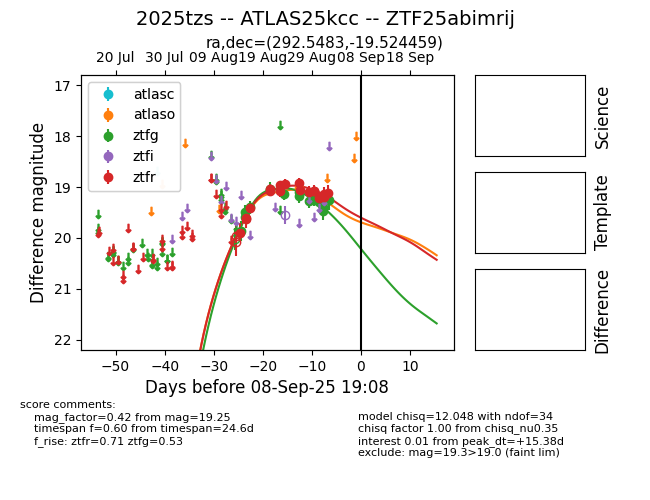 2025tzs -- ATLAS25kcc -- ZTF25abimrij
ra,dec=(292.5483,-19.524459)
20 Jul 30 Jul 09 Aug 19 Aug 29 Aug 08 Sep 18 Sep
17
18
19
20
21
22
Difference magnitude
atlasc
atlaso
ztfg
ztfi
ztfr
−50 −40 −30 −20 −10 0 10
Days before 08-Sep-25 19:08
Science
Template
Difference
score comments:
mag_factor=0.42 from mag=19.25
timespan f=0.60 from timespan=24.6d
f_rise: ztfr=0.71 ztfg=0.53
model chisq=12.048 with ndof=34
chisq factor 1.00 from chisq_nu0.35
interest 0.01 from peak_dt=+15.38d
exclude: mag=19.3>19.0 (faint lim)